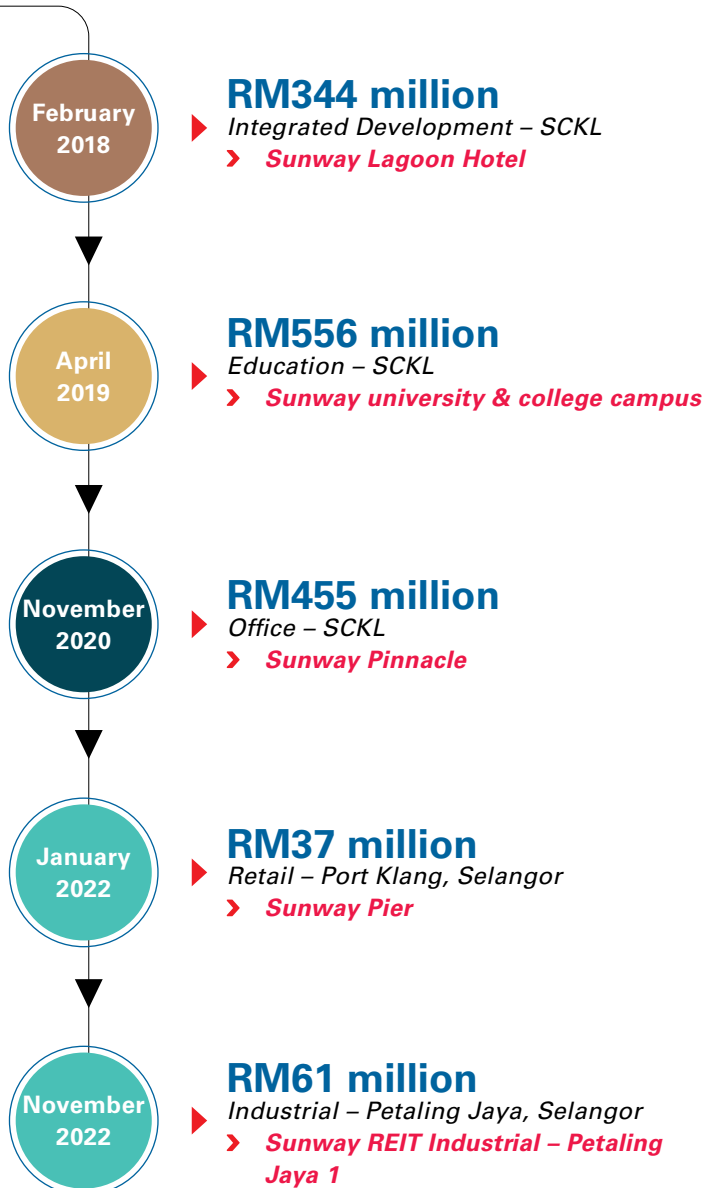 February
2018
RM344 million
Integrated Development – SCKL
Sunway Lagoon Hotel
April
2019
RM556 million
Education – SCKL
Sunway university & college campus
November
2020
RM455 million
Office – SCKL
Sunway Pinnacle
January
2022
RM37 million
Retail – Port Klang, Selangor
Sunway Pier
November
2022
RM61 million
Industrial – Petaling Jaya, Selangor
Sunway REIT Industrial – Petaling
Jaya 1